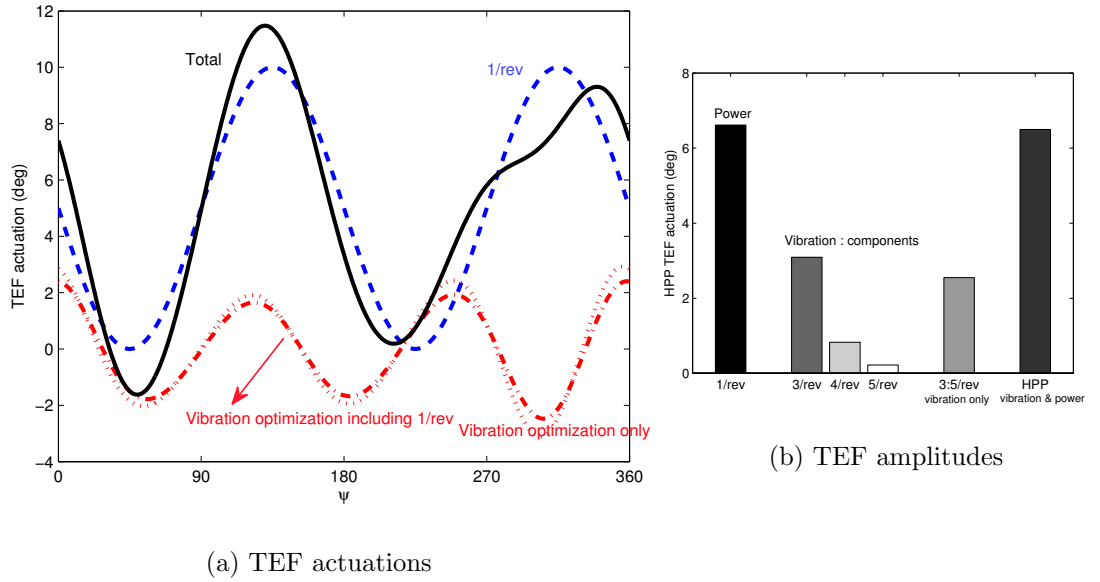 12
10
8
6
4
2
0
−2
−4
TEF actuation (deg)
Total
1/rev
Vibration optimization including 1/rev
Vibration optimization only
0
90
180
270
360
ψ
(a) TEF actuations
8
6
4
2
0
HPP TEF actuation (deg)
Power
Vibration : components
1/rev
3/rev
4/rev
5/rev
3:5/rev
vibration only
HPP
vibration & power
(b) TEF amplitudes